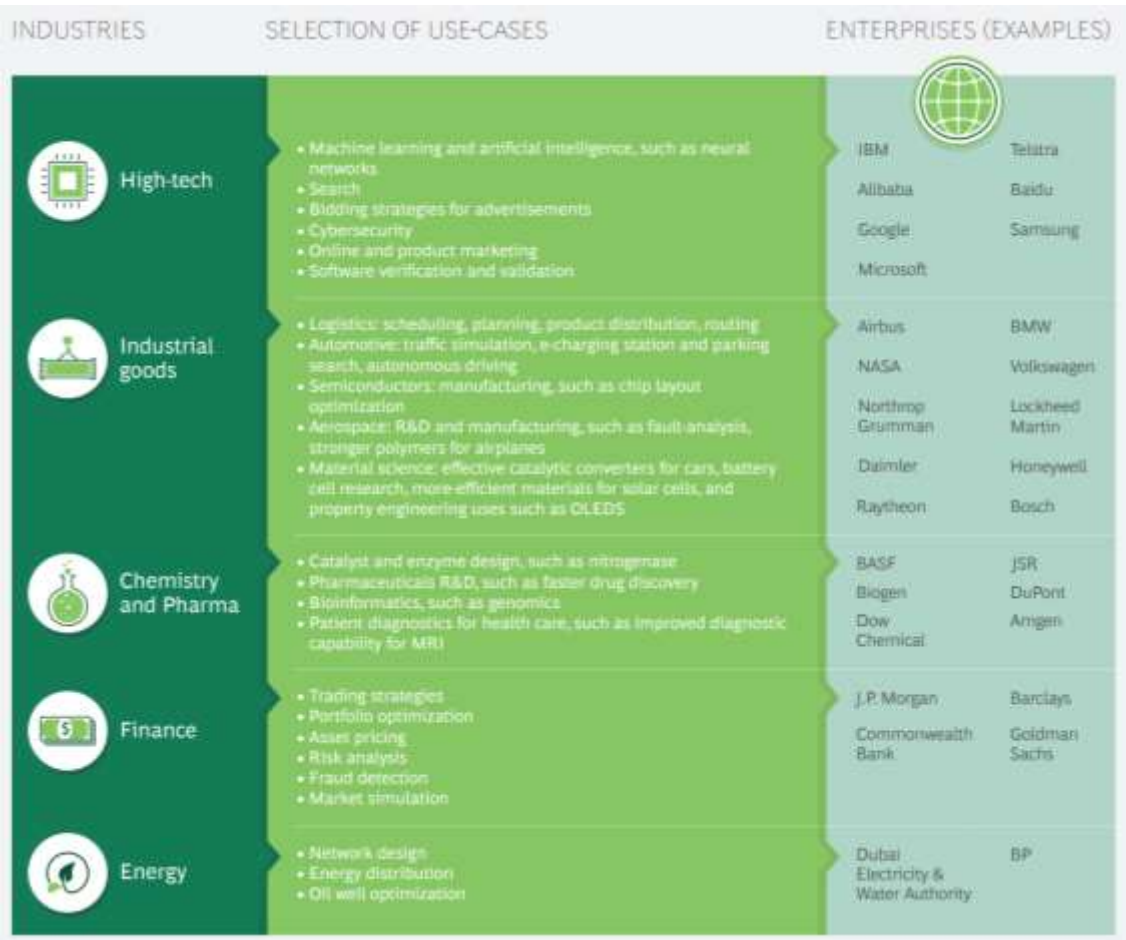 INDUSTRIES
SELECTION OF USE-CASES
ENTERPRISES (EXAMPLES)
High-tech
• Machine learning and artificial intelligence, such as neural
networks
• Search
• Bidding strategies for advertisements
• Cybersecurity
• Online and product marketing
• Software verification and validation
IBM
Telstra
Alibaba
Baidu
Google
Samsung
Microsoft
Industrial
goods
• Logistics: scheduling, planning, product distribution, routing
• Automotive: traffic simulation, e-charging station and parking
search, autonomous driving
• Semiconductors: manufacturing, such as chip layout
optimization
• Aerospace: R&D and manufacturing, such as fault-analysis,
stronger polymers for airplanes
• Material science: effective catalytic converters for cars, battery
cell research, more-efficient materials for solar cells, and
property engineering uses such as OLEDS
Airbus
BMW
NASA
Volkswagen
Northrop
Grumman
Lockheed
Martin
Daimler
Honeywell
Raytheon
Bosch
Chemistry
and Pharma
• Catalyst and enzyme design, such as nitrogenase
• Pharmaceuticals R&D, such as faster drug discovery
• Bioinformatics, such as genomics
• Patient diagnostics for health care, such as improved diagnostic
capability for MRI
BASF
JSR
Biogen
DuPont
Dow
Chemical
Amgen
Finance
• Trading strategies
• Portfolio optimization
• Asset pricing
• Risk analysis
• Fraud detection
• Market simulation
J.P. Morgan
Barclays
Commonwealth
Bank
Goldman
Sachs
Energy
• Network design
• Energy distribution
• Oil well optimization
Dubai
Electricity &
Water Authority
BP